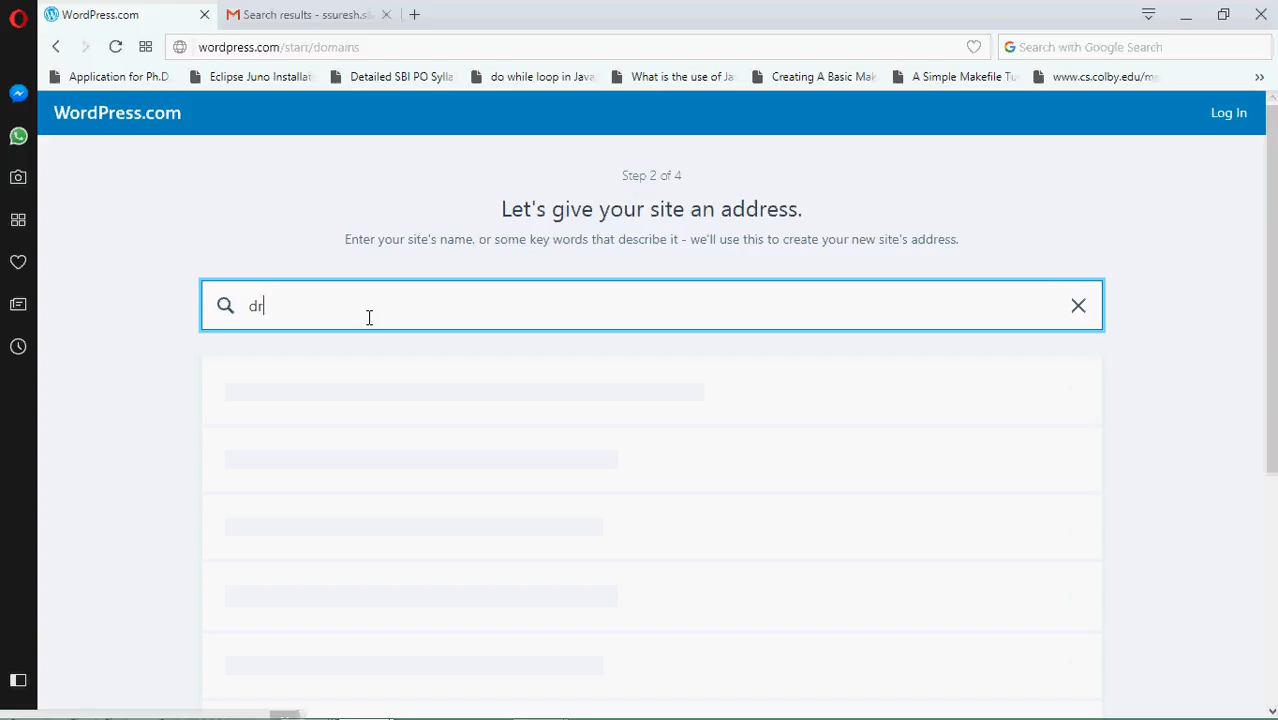 WordPress.com
Search results - ssuresh.s
wordpress.com/start/domains
Search with Google Search
Application for Ph.D.
Eclipse Juno Installat
Detailed SBI PO Sylla
do while loop in Java
What is the use of Ja
Creating A Basic Mak
A Simple Makefile Tu
www.cs.colby.edu/m
WordPress.com
Log In
Step 2 of 4
Let's give your site an address.
Enter your site's name, or some key words that describe it - we'll use this to create your new site's address.
dr